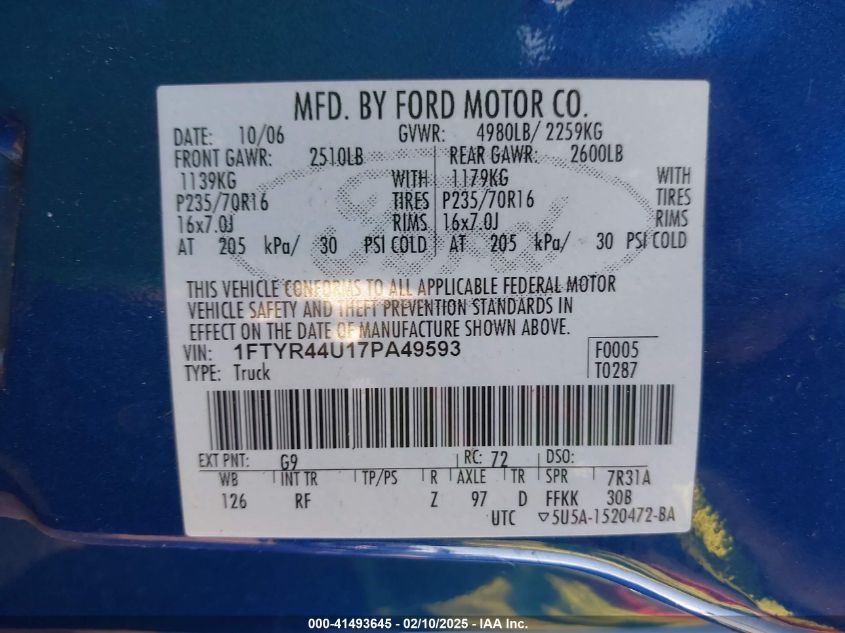 MFD. BY FORD MOTOR CO.
DATE: 10/06 GVWR: 4980LB/ 2259KG
FRONT GAWR: 2510LB REAR GAWR: 2600LB
1139KG WITH 1179KG WITH
P235/70R16 TIRES P235/70R16 TIRES
16x7.0J RIMS 16x7.0J RIMS
AT 205 kPa/ 30 PSI COLD AT 205 kPa/ 30 PSI COLD
THIS VEHICLE CONFORMS TO ALL APPLICABLE FEDERAL MOTOR
VEHICLE SAFETY AND THEFT PREVENTION STANDARDS IN
EFFECT ON THE DATE OF MANUFACTURE SHOWN ABOVE.
VIN: 1FTYR44U17PA49593 F0005
TYPE: Truck T0287
EXT PNT: G9 RC: 72 DSO:
WB INT TR TP/PS R AXLE TR SPR 7R31A
126 RF Z 97 D FFKK 30B
UTC ▽5U5A-1520472-BA
000-41493645 — 02/10/2025 — USA, Inc.